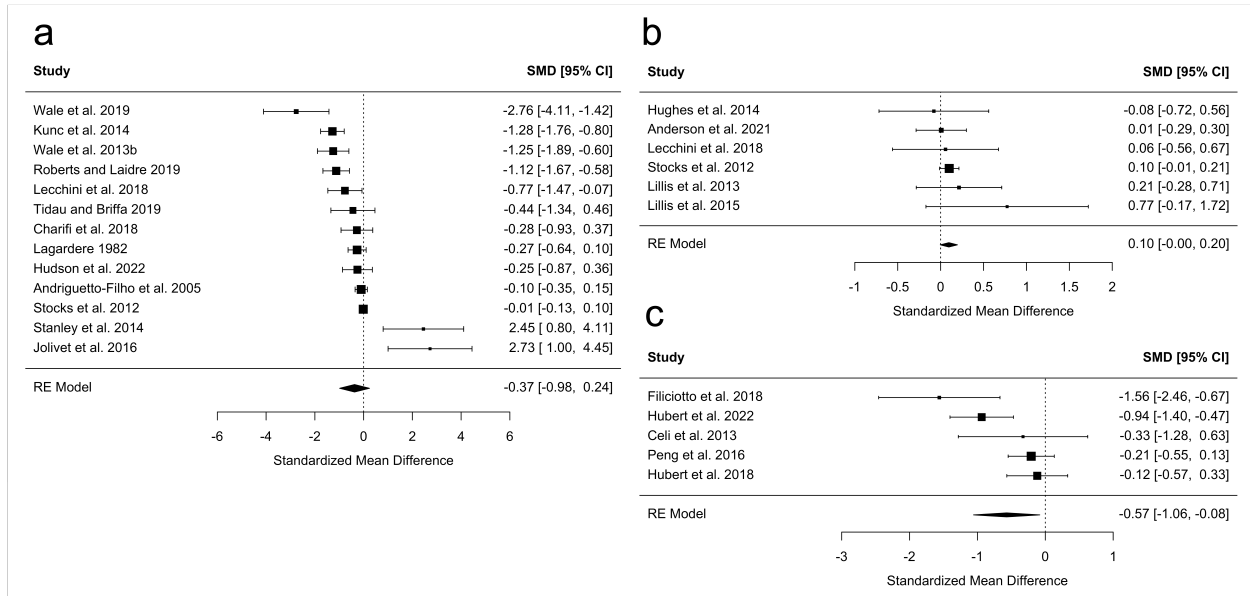 a
Study SMD [95% CI]
Wale et al. 2019 -2.76 [-4.11, -1.42]
Kunc et al. 2014 -1.28 [-1.76, -0.80]
Wale et al. 2013b -1.25 [-1.89, -0.60]
Roberts and Laidre 2019 -1.12 [-1.67, -0.58]
Lecchini et al. 2018 -0.77 [-1.47, -0.07]
Tidau and Briffa 2019 -0.44 [-1.34, 0.46]
Charifi et al. 2018 -0.28 [-0.93, 0.37]
Lagardere 1982 -0.27 [-0.64, 0.10]
Hudson et al. 2022 -0.25 [-0.87, 0.36]
Andriguetto-Filho et al. 2005 -0.10 [-0.35, 0.15]
Stocks et al. 2012 -0.01 [-0.13, 0.10]
Stanley et al. 2014 2.45 [ 0.80, 4.11]
Jolivet et al. 2016 2.73 [ 1.00, 4.45]
RE Model -0.37 [-0.98, 0.24]
-6 -4 -2 0 2 4 6
Standardized Mean Difference
b
Study SMD [95% CI]
Hughes et al. 2014 -0.08 [-0.72, 0.56]
Anderson et al. 2021 0.01 [-0.29, 0.30]
Lecchini et al. 2018 0.06 [-0.56, 0.67]
Stocks et al. 2012 0.10 [-0.01, 0.21]
Lillis et al. 2013 0.21 [-0.28, 0.71]
Lillis et al. 2015 0.77 [-0.17, 1.72]
RE Model 0.10 [-0.00, 0.20]
-1 -0.5 0 0.5 1 1.5 2
Standardized Mean Difference
c
Study SMD [95% CI]
Filiciotto et al. 2018 -1.56 [-2.46, -0.67]
Hubert et al. 2022 -0.94 [-1.40, -0.47]
Celi et al. 2013 -0.33 [-1.28, 0.63]
Peng et al. 2016 -0.21 [-0.55, 0.13]
Hubert et al. 2018 -0.12 [-0.57, 0.33]
RE Model -0.57 [-1.06, -0.08]
-3 -2 -1 0 1
Standardized Mean Difference